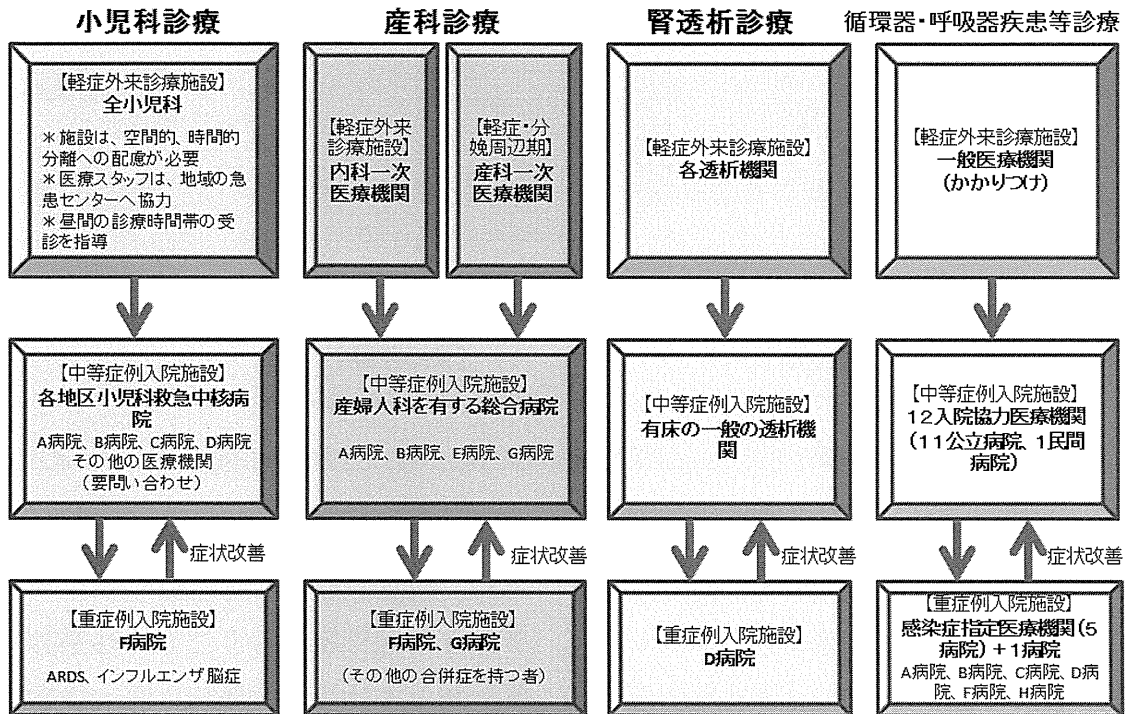 小児科診療
産科診療
腎透析診療
循環器・呼吸器疾患等診療
【軽症外来診療施設】
全小児科
＊施設は、空間的、時間的
分離への配慮が必要
＊医療スタッフは、地域の急
患センターへ協力
＊昼間の診療時間帯の受
診を指導
【軽症外来
診療施設】
内科一次
医療機関
【軽症・分
娩周辺期】
産科一次
医療機関
【軽症外来診療施設】
各透析機関
【軽症外来診療施設】
一般医療機関
(かかりつけ)
【中等症例入院施設】
各地区小児科救急中核病
院
A病院、B病院、C病院、D病院
その他の医療機関
（要問い合わせ）
【中等症例入院施設】
産婦人科を有する総合病院
A病院、B病院、E病院、G病院
【中等症例入院施設】
有床の一般の透析機
関
【中等症例入院施設】
12入院協力医療機関
（11公立病院、1民間
病院）
症状改善
症状改善
症状改善
症状改善
【重症例入院施設】
F病院
ARDS、インフルエンザ脳症
【重症例入院施設】
F病院、G病院
（その他の合併症を持つ者）
【重症例入院施設】
D病院
【重症例入院施設】
感染症指定医療機関（5
病院）＋1病院
A病院、B病院、C病院、D病
院、F病院、H病院